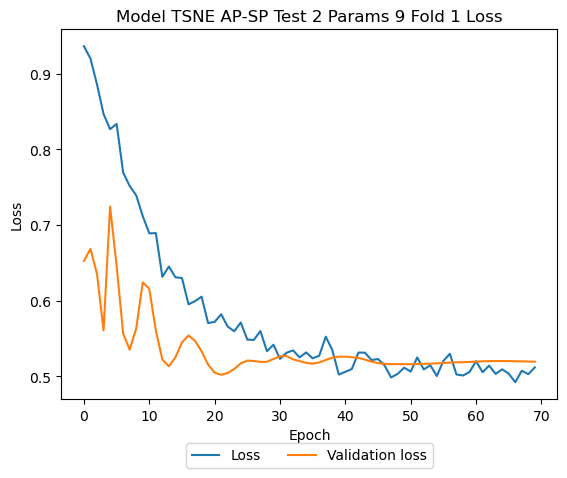 Model TSNE AP-SP Test 2 Params 9 Fold 1 Loss
Loss
0.9
0.8
0.7
0.6
0.5
0 10 20 30 40 50 60 70
Epoch
Loss Validation loss